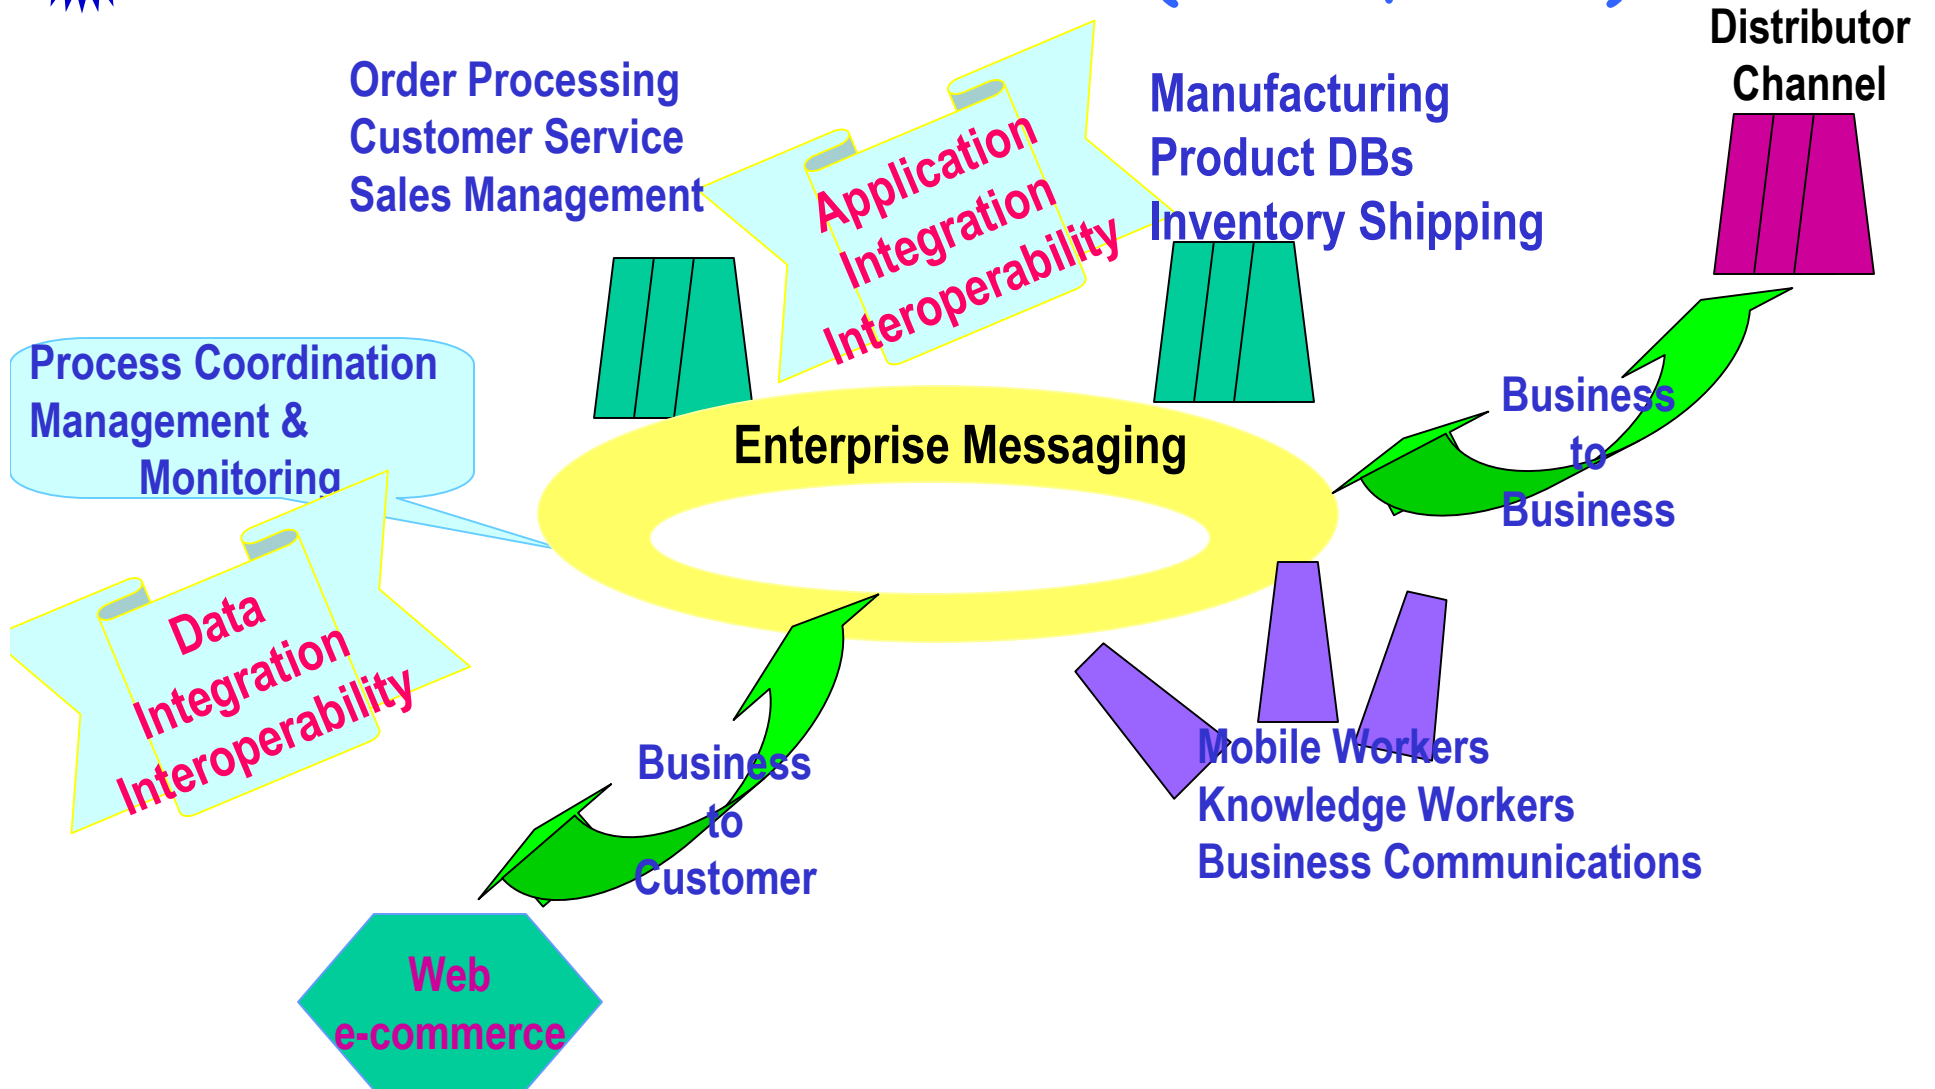 Distributor
Channel
Order Processing
Customer Service
Sales Management
Application
Integration
Interoperability
Manufacturing
Product DBs
Inventory Shipping
Process Coordination
Management &
Monitoring
Enterprise Messaging
Business
to
Business
Data
Integration
Interoperability
Business
to
Customer
Mobile Workers
Knowledge Workers
Business Communications
Web
e-commerce